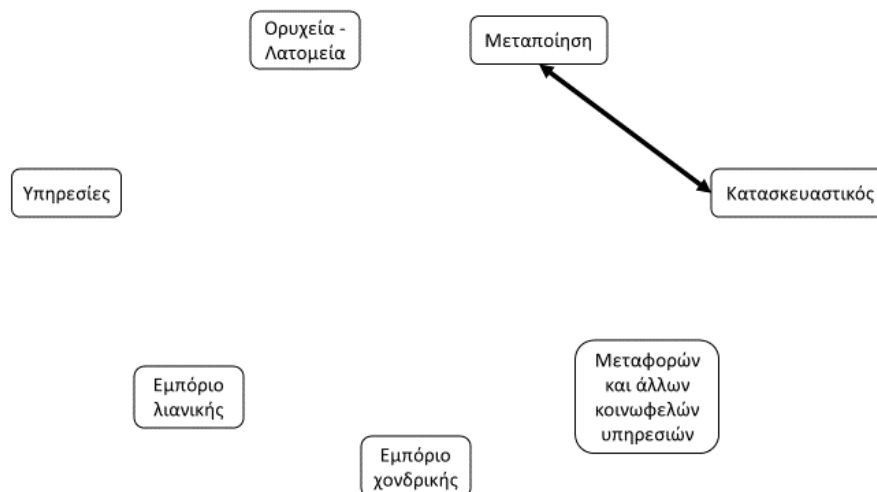 Ορυχεία -
Λατομεία
Μεταποίηση
Υπηρεσίες
Κατασκευαστικός
Μεταφορών
και άλλων
κοινωφελών
υπηρεσιών
Εμπόριο
λιανικής
Εμπόριο
χονδρικής